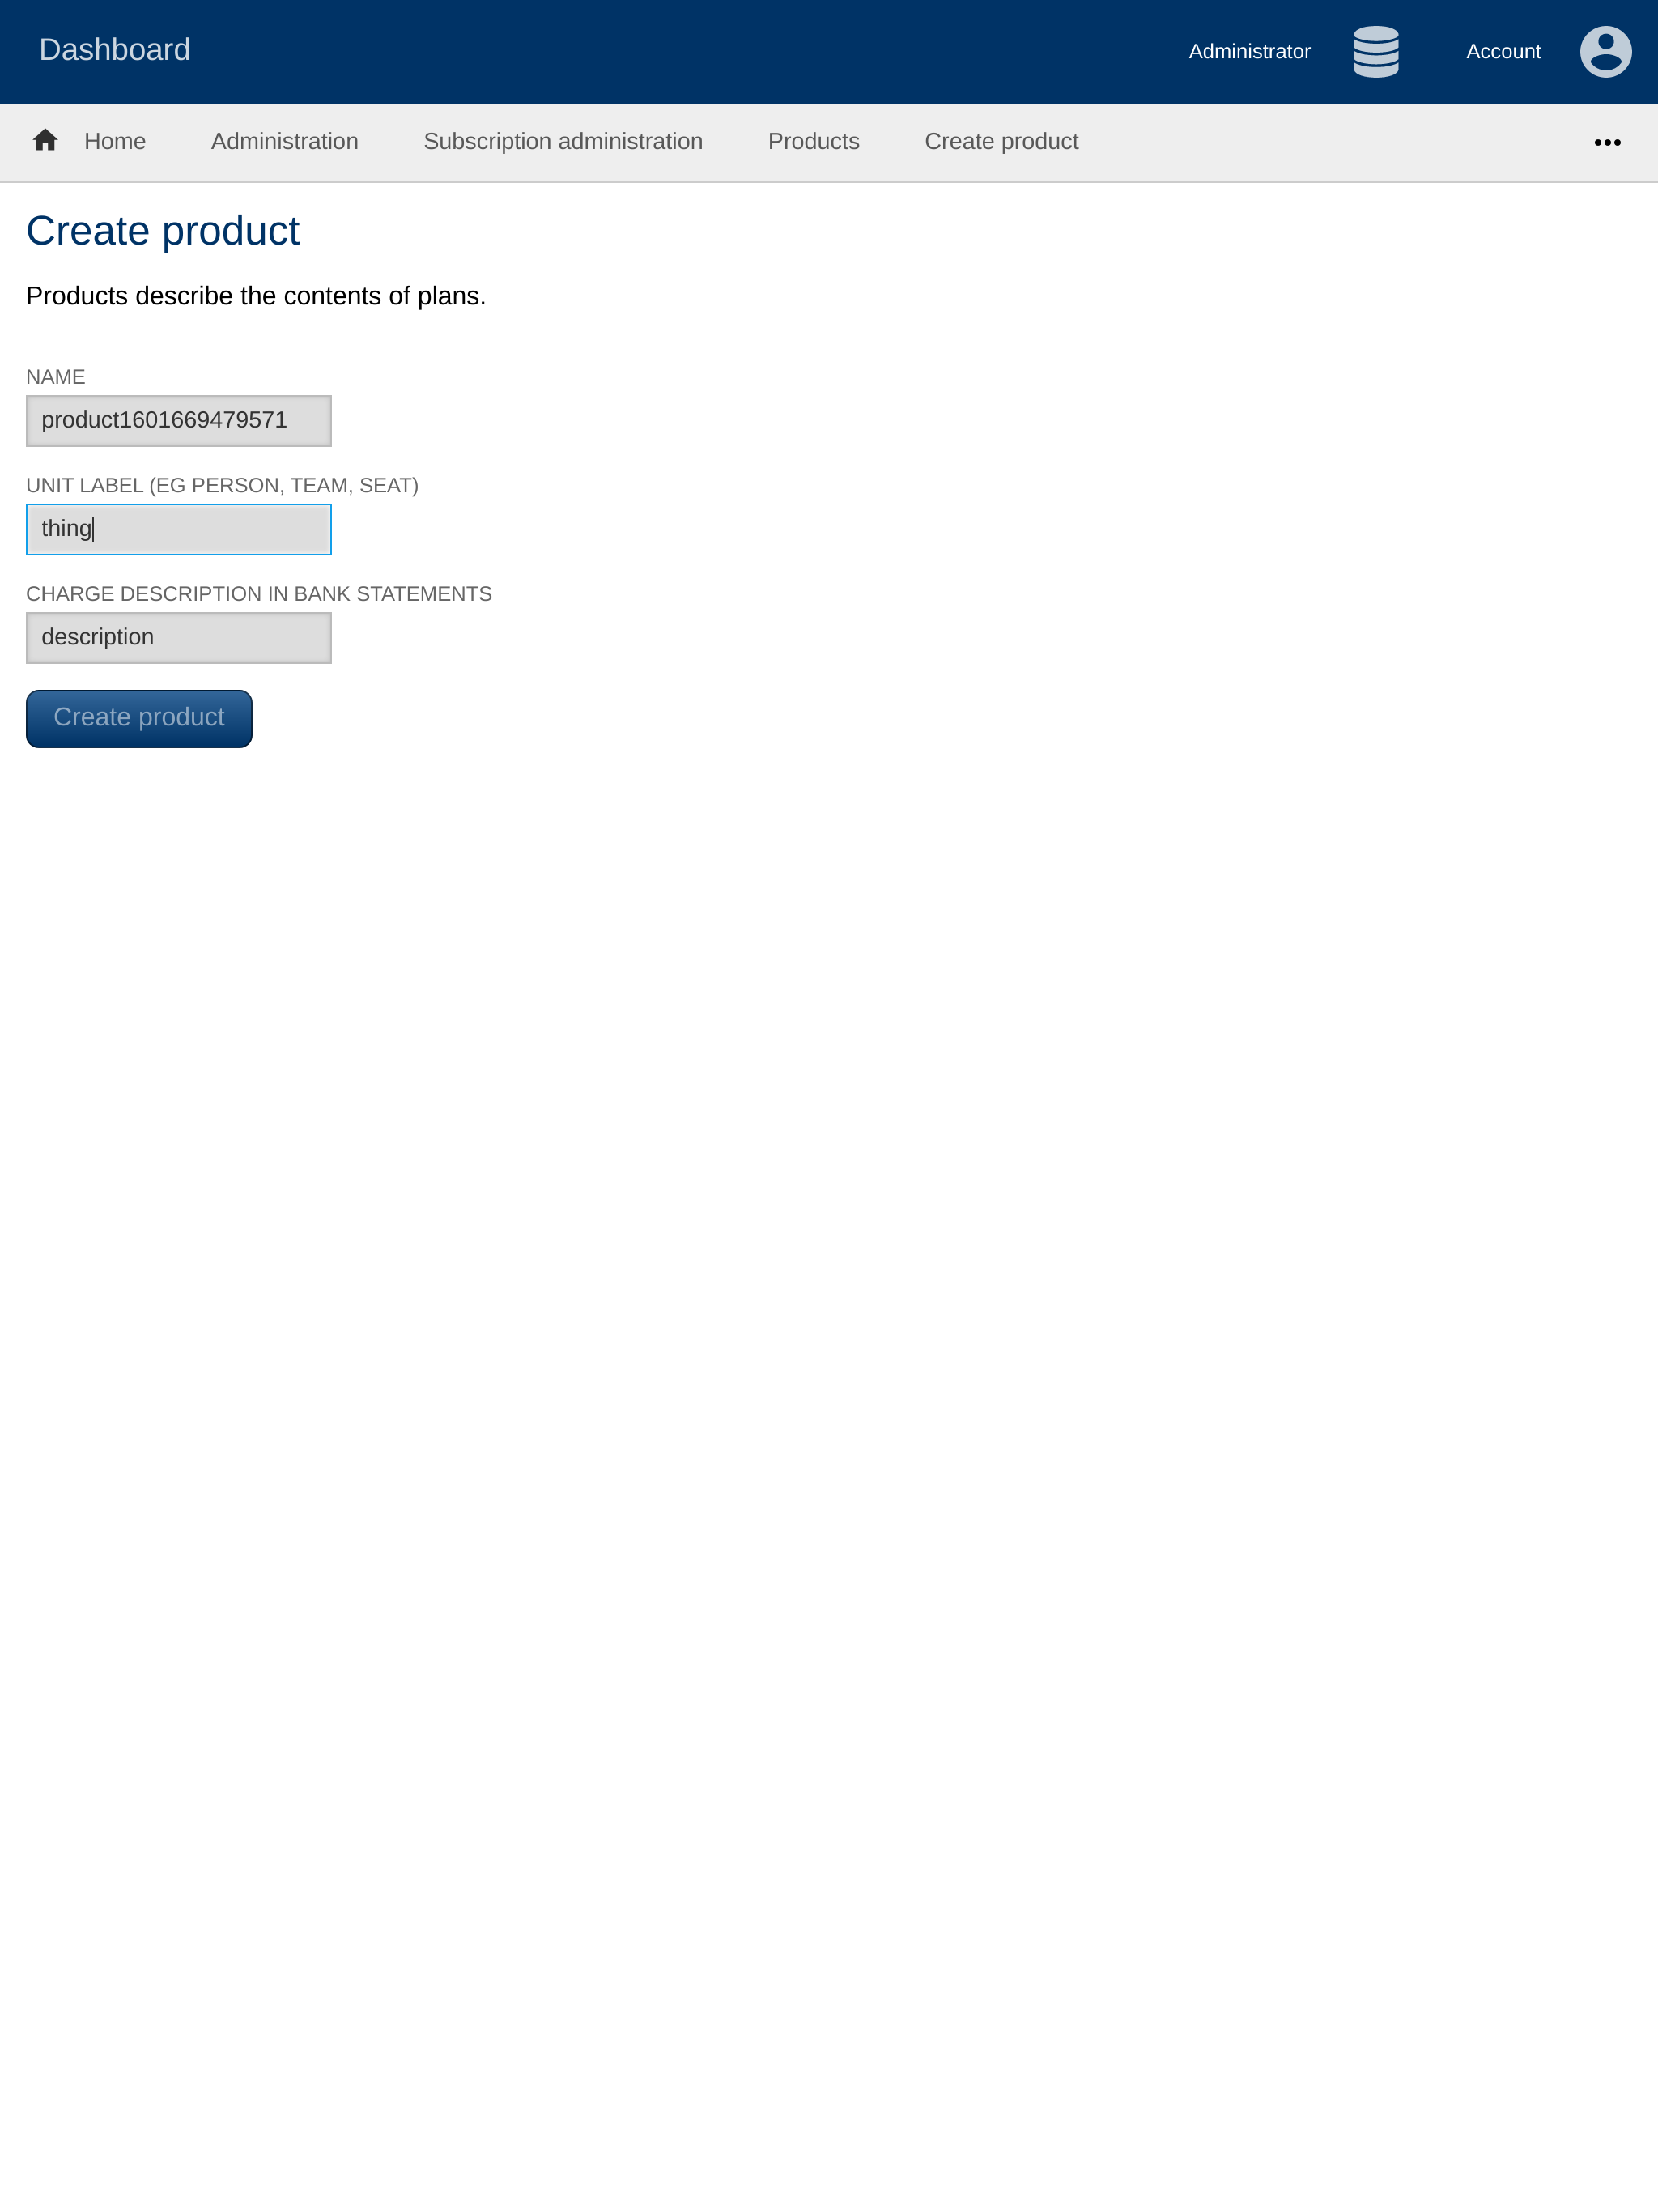 Dashboard Administrator Account
Home Administration Subscription administration Products Create product •••
Create product
Products describe the contents of plans.
NAME
product1601669479571
UNIT LABEL (EG PERSON, TEAM, SEAT)
thing
CHARGE DESCRIPTION IN BANK STATEMENTS
description
Create product